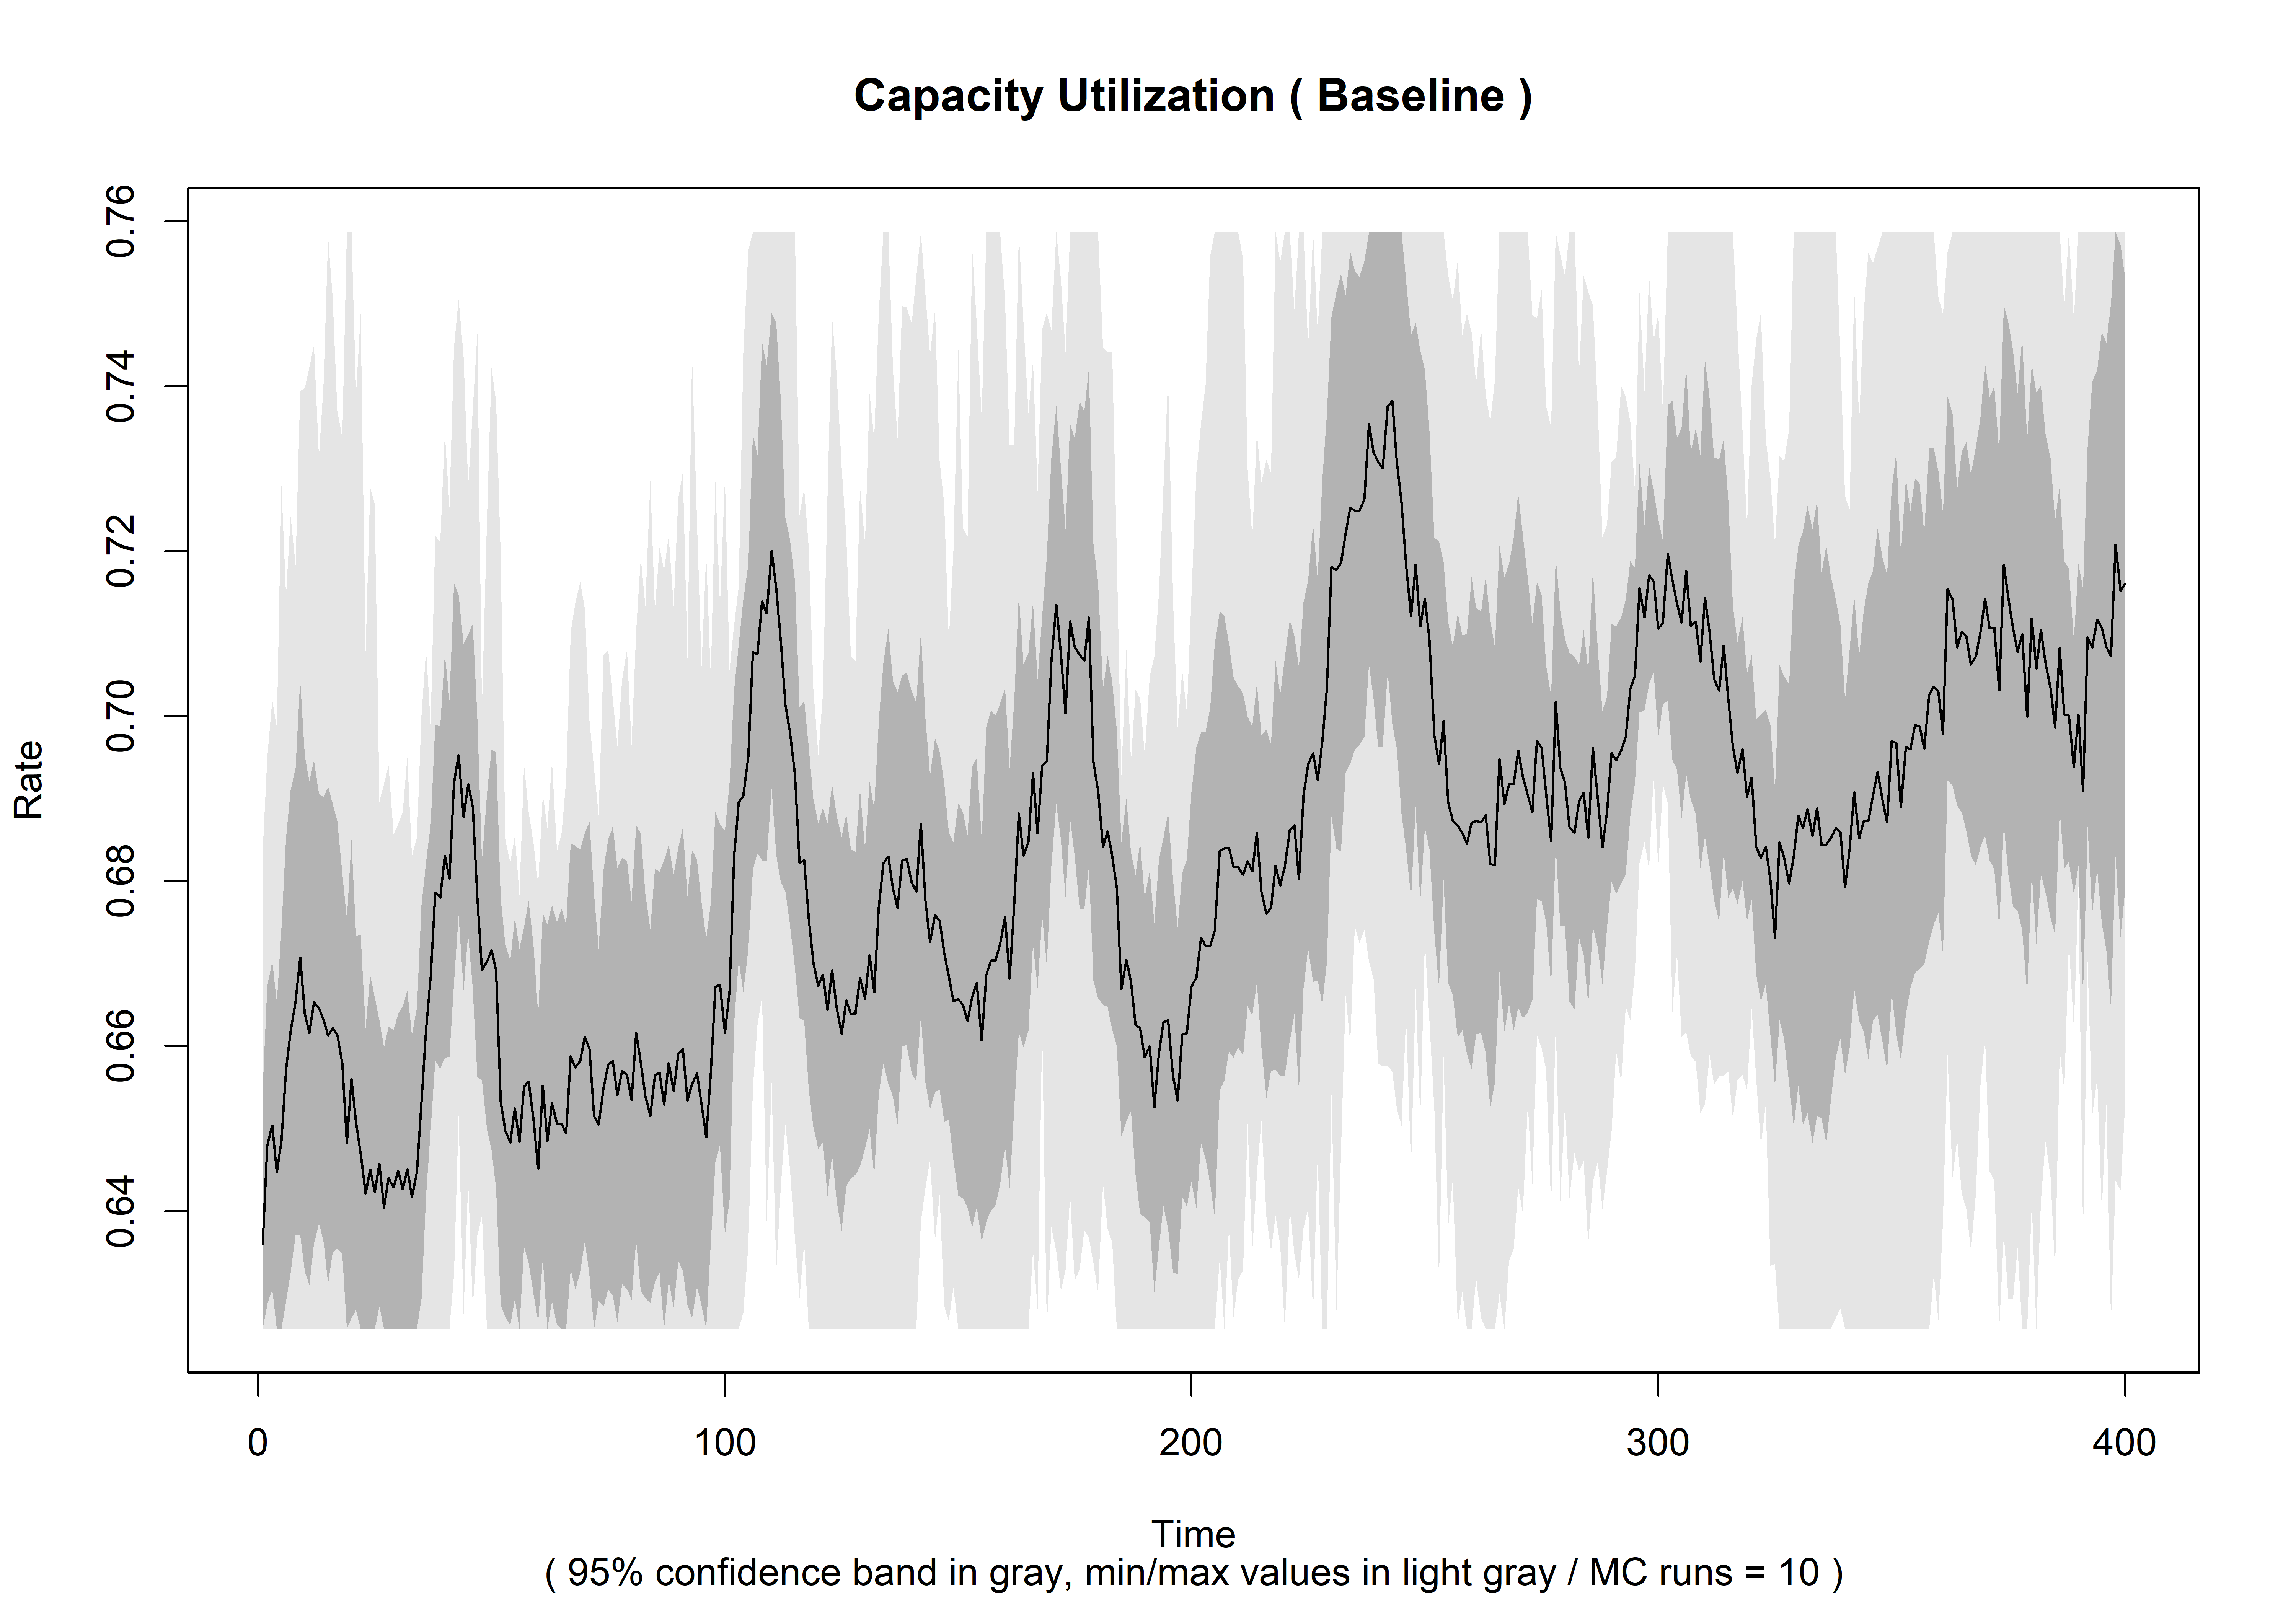 Capacity Utilization ( Baseline )
Rate
0.76
0.74
0.72
0.70
0.68
0.66
0.64
0 100 200 300 400
Time
( 95% confidence band in gray, min/max values in light gray / MC runs = 10 )